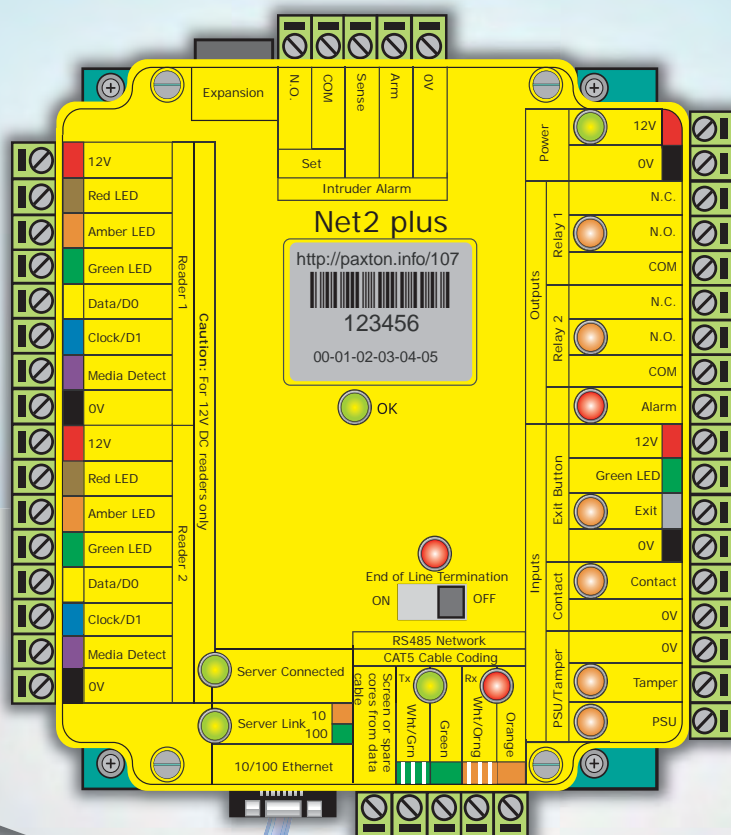 Expansion
N.O.
COM
Sense
Arm
0V
Set
Intruder Alarm
Net2 plus
http://paxton.info/107
123456
00-01-02-03-04-05
OK
12V
Red LED
Amber LED
Green LED
Data/D0
Clock/D1
Media Detect
0V
Reader 1
12V
Red LED
Amber LED
Green LED
Data/D0
Clock/D1
Media Detect
0V
Reader 2
Caution: For 12V DC readers only
Power
12V
0V
Outputs
Relay 1
N.C.
N.O.
COM
Relay 2
N.C.
N.O.
COM
Alarm
Inputs
Exit Button
12V
Green LED
Exit
0V
Contact
Contact
0V
PSU/Tamper
0V
Tamper
PSU
End of Line Termination
ON
OFF
RS485 Network
CAT5 Cable Coding
Screen or spare
cores from data
cable
Tx
Wht/Grn
Green
Rx
Wht/Orng
Orange
Server Connected
Server Link
10
100
10/100 Ethernet